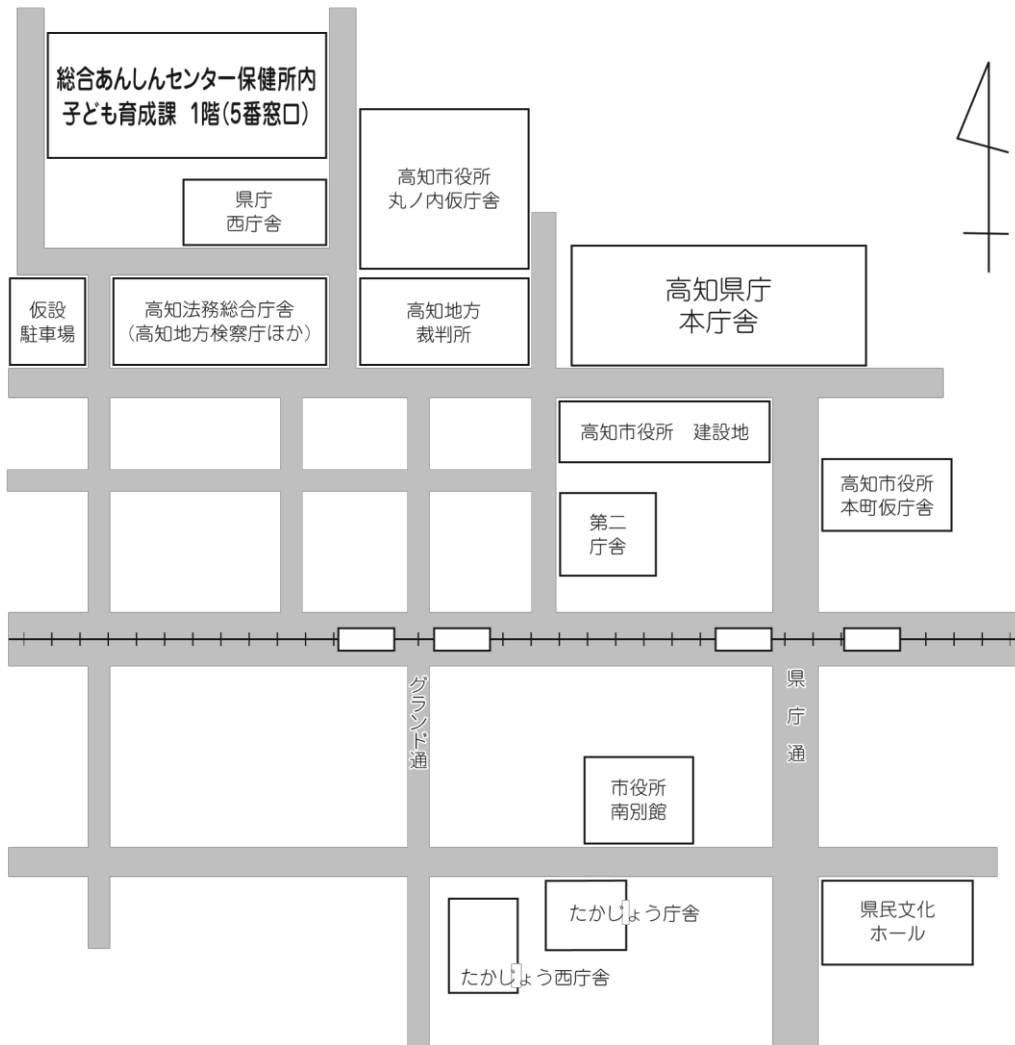 総合あんしんセンター保健所内
子ども育成課 1階(5番窓口)
県庁
西庁舎
高知市役所
丸ノ内仮庁舎
仮設
駐車場
高知法務総合庁舎
(高知地方検察庁ほか)
高知地方
裁判所
高知県庁
本庁舎
高知市役所 建設地
高知市役所
本町仮庁舎
第二
庁舎
グランド通
県庁通
市役所
南別館
たかじょう庁舎
たかじょう西庁舎
県民文化
ホール